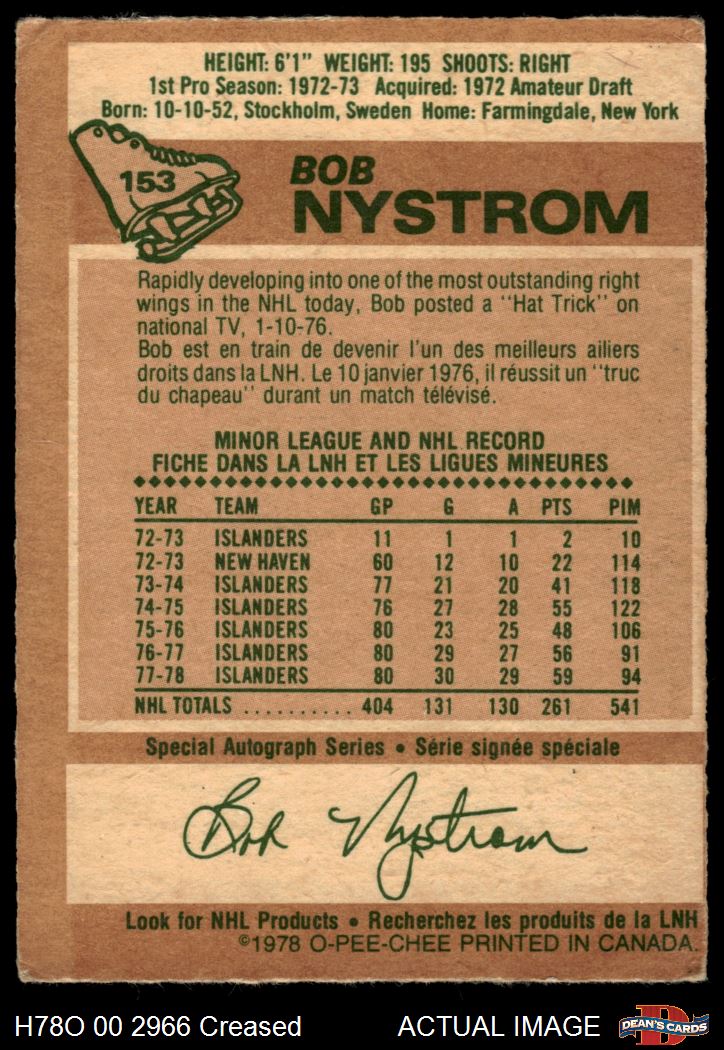 HEIGHT: 6'1" WEIGHT: 195 SHOOTS: RIGHT
1st Pro Season: 1972-73 Acquired: 1972 Amateur Draft
Born: 10-10-52, Stockholm, Sweden Home: Farmingdale, New York
153
BOB
NYSTROM
Rapidly developing into one of the most outstanding right
wings in the NHL today, Bob posted a "Hat Trick" on
national TV, 1-10-76.
Bob est en train de devenir l'un des meilleurs ailiers
droits dans la LNH. Le 10 janvier 1976, il réussit un "truc
du chapeau" durant un match télévisé.
MINOR LEAGUE AND NHL RECORD
FICHE DANS LA LNH ET LES LIGUES MINEURES
YEAR TEAM GP G A PTS PIM
72-73 ISLANDERS 11 1 1 2 10
72-73 NEW HAVEN 60 12 10 22 114
73-74 ISLANDERS 77 21 20 41 118
74-75 ISLANDERS 76 27 28 55 122
75-76 ISLANDERS 80 23 25 48 106
76-77 ISLANDERS 80 29 27 56 91
77-78 ISLANDERS 80 30 29 59 94
NHL TOTALS .......... 404 131 130 261 541
Special Autograph Series • Série signée spéciale
Bob Nystrom
Look for NHL Products • Recherchez les produits de la LNH
©1978 O-PEE-CHEE PRINTED IN CANADA.
H78O 00 2966 Creased ACTUAL IMAGE
D
DEAN'S CARDS